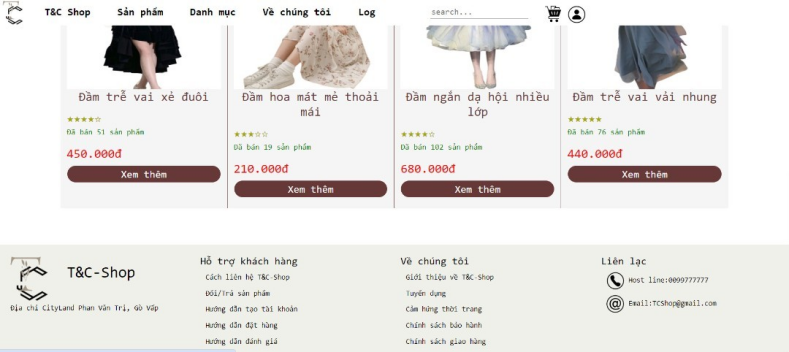 T&C Shop Sản phẩm Danh mục Về chúng tôi Log search...
Đầm trễ vai xẻ đuôi
★★★★☆
Đã bán 51 sản phẩm
450.000đ
Xem thêm
Đầm hoa mát mẻ thoải
mái
★★★☆☆
Đã bán 19 sản phẩm
210.000đ
Xem thêm
Đầm ngắn dạ hội nhiều
lớp
★★★★☆
Đã bán 102 sản phẩm
680.000đ
Xem thêm
Đầm trễ vai vải nhung
★★★★★
Đã bán 76 sản phẩm
440.000đ
Xem thêm
T&C-Shop
Địa chỉ CityLand Phan Văn Trị, Gò Vấp
Hỗ trợ khách hàng
Cách liên hệ T&C-Shop
Đổi/Trả sản phẩm
Hướng dẫn tạo tài khoản
Hướng dẫn đặt hàng
Hướng dẫn đánh giá
Về chúng tôi
Giới thiệu về T&C-Shop
Tuyển dụng
Cảm hứng thời trang
Chính sách bảo hành
Chính sách giao hàng
Liên lạc
Host line:0099777777
Email:TCShop@gmail.com